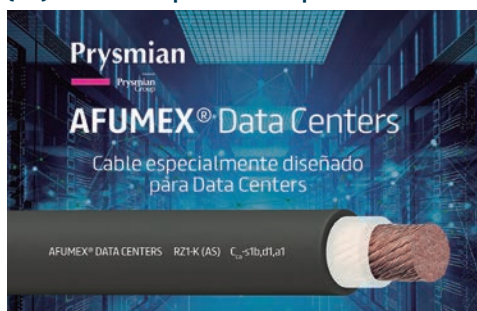 Prysmian
Prysmian
Group
AFUMEX® Data Centers
Cable especialmente diseñado
para Data Centers
AFUMEX® DATA CENTERS RZ1-K (AS) Cca-s1b,d1,a1